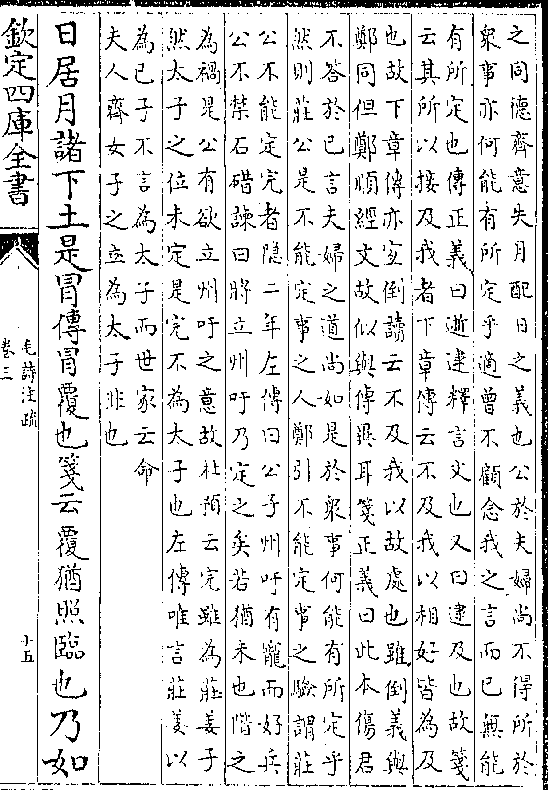 之同德齊意失月配日之義也公於夫婦尚不得所於
衆事亦何能有所定乎適曾不顧念我之言而已無能
有所定也傳正義曰逝逮釋言文也又曰逮及也故箋
云其所以接及我者下章傳云不及我以相好皆為及
也故下章傳亦宜倒讀云不及我以故處也雖倒義與
鄭同但鄭順經文故似與傳異耳箋正義曰此本傷君
不答於已言夫婦之道尚如是於衆事何能有所定乎
然則莊公是不能定事之人鄭引不能定事之驗謂莊
公不能定完者隱三年左傳曰公子州吁有寵而好兵
公不禁石碏諫曰將立州吁乃定之矣若猶未也階之
為禍是公有欲立州吁之意故杜預云完雖為莊姜子
然太子之位未定是完不為太子也左傳唯言莊姜以
為已子不言為太子而世家云命
夫人齊女子之立為太子非也
日居月諸下土是冒傳冒覆也箋云覆猶照臨也乃如
欽定四庫全書
毛詩注疏
卷三
十五